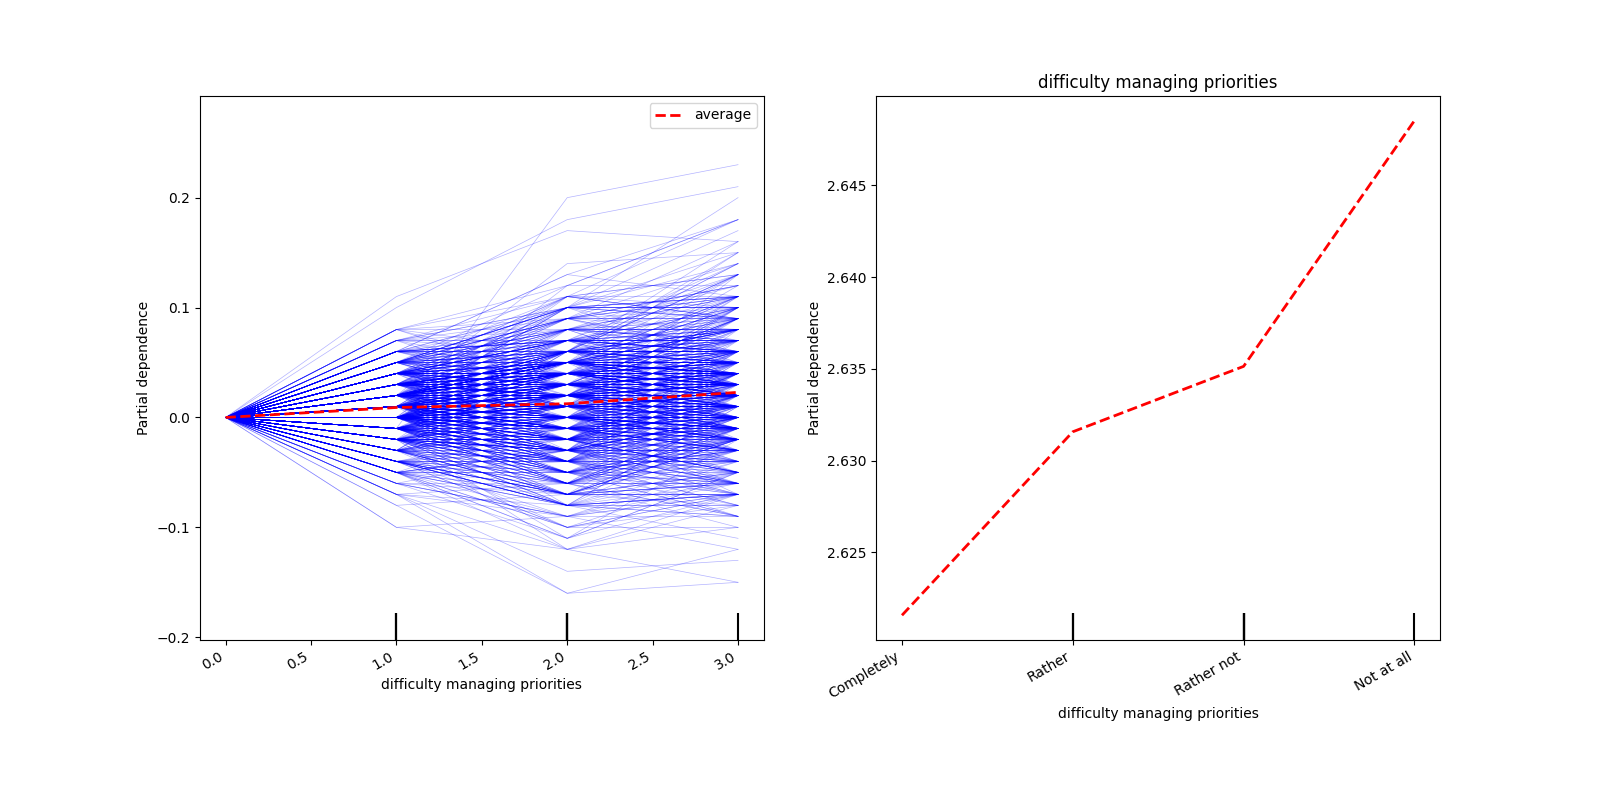 average
0.2
0.1
0.0
−0.1
−0.2
Partial dependence
0.0
0.5
1.0
1.5
2.0
2.5
3.0
difficulty managing priorities
difficulty managing priorities
2.645
2.640
2.635
2.630
2.625
Partial dependence
Completely
Rather
Rather not
Not at all
difficulty managing priorities